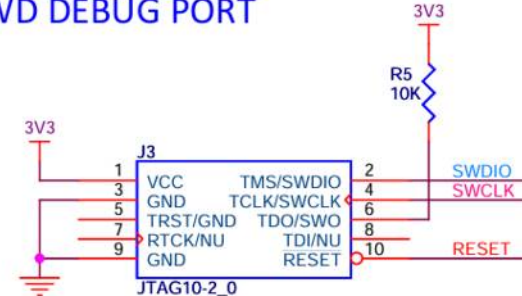 WD DEBUG PORT
3V3
R5
10K
3V3
J3
1 VCC TMS/SWDIO 2 SWDIO
3 GND TCLK/SWCLK 4 SWCLK
5 TRST/GND TDO/SWO 6
7 RTCK/NU TDI/NU 8
9 GND RESET 10 RESET
JTAG10-2_0